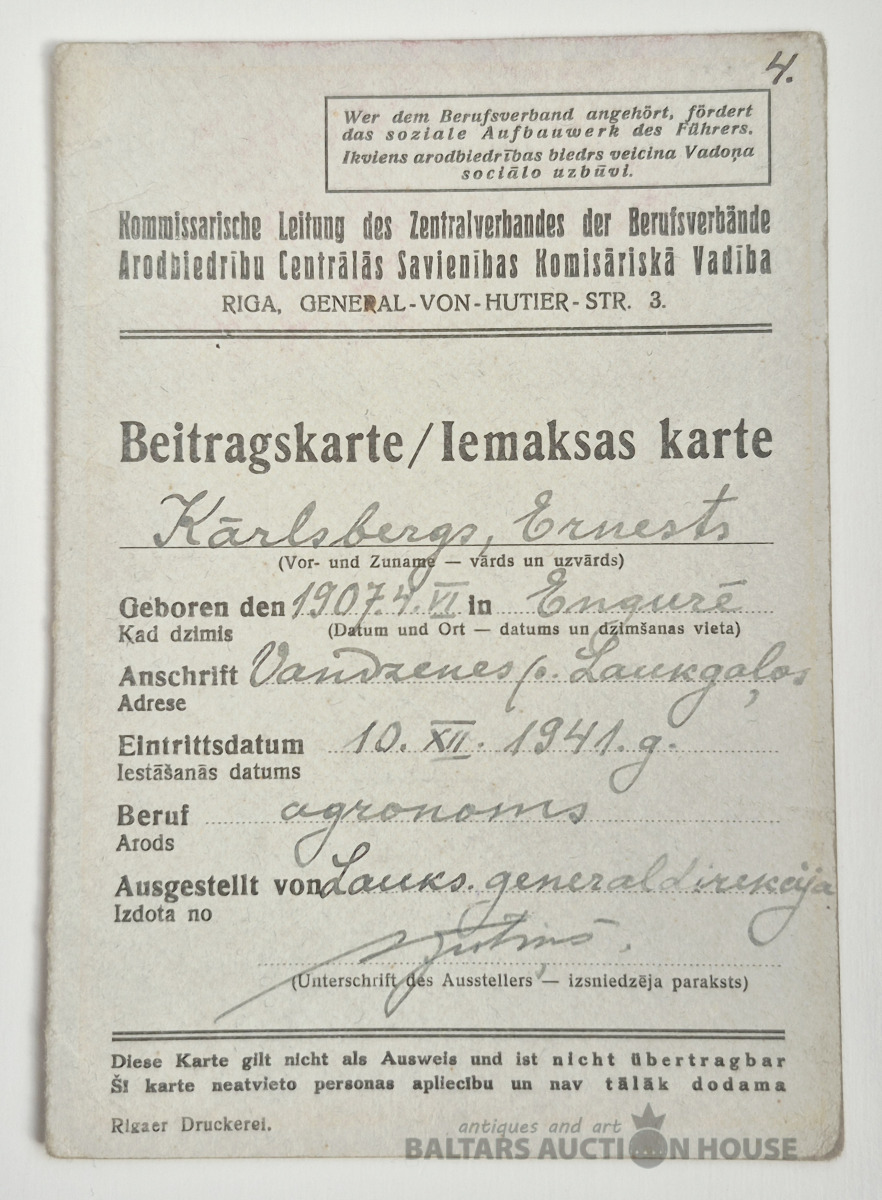 4.
Wer dem Berufsverband angehört, fördert
das soziale Aufbauwerk des Führers.
Ikviens arodbiedrības biedrs veicina Vadoņa
sociālo uzbūvi.
Kommissarische Leitung des Zentralverbandes der Berufsverbände
Arodbiedrību Centrālās Savienības Komisāriskā Vadība
RIGA, GENERAL-VON-HUTIER-STR. 3.
Beitragskarte/Iemaksas karte
Kārlsbergs, Ernests
(Vor- und Zuname — vārds un uzvārds)
Geboren den 1907.4.VI in Engurē
Kad dzimis (Datum und Ort — datums un dzimšanas vieta)
Anschrift Vandzenes p. Laukgaļos
Adrese
Eintrittsdatum 10. XII. 1941. g.
Iestāšanās datums
Beruf agronoms
Arods
Ausgestellt von Lauks. generaldirekcija
Izdota no
(Unterschrift des Ausstellers — izsniedzēja paraksts)
Diese Karte gilt nicht als Ausweis und ist nicht übertragbar
Šī karte neatvieto personas apliecību un nav tālāk dodama
Rigaer Druckerei.
antiques and art
BALTARS AUCTION HOUSE